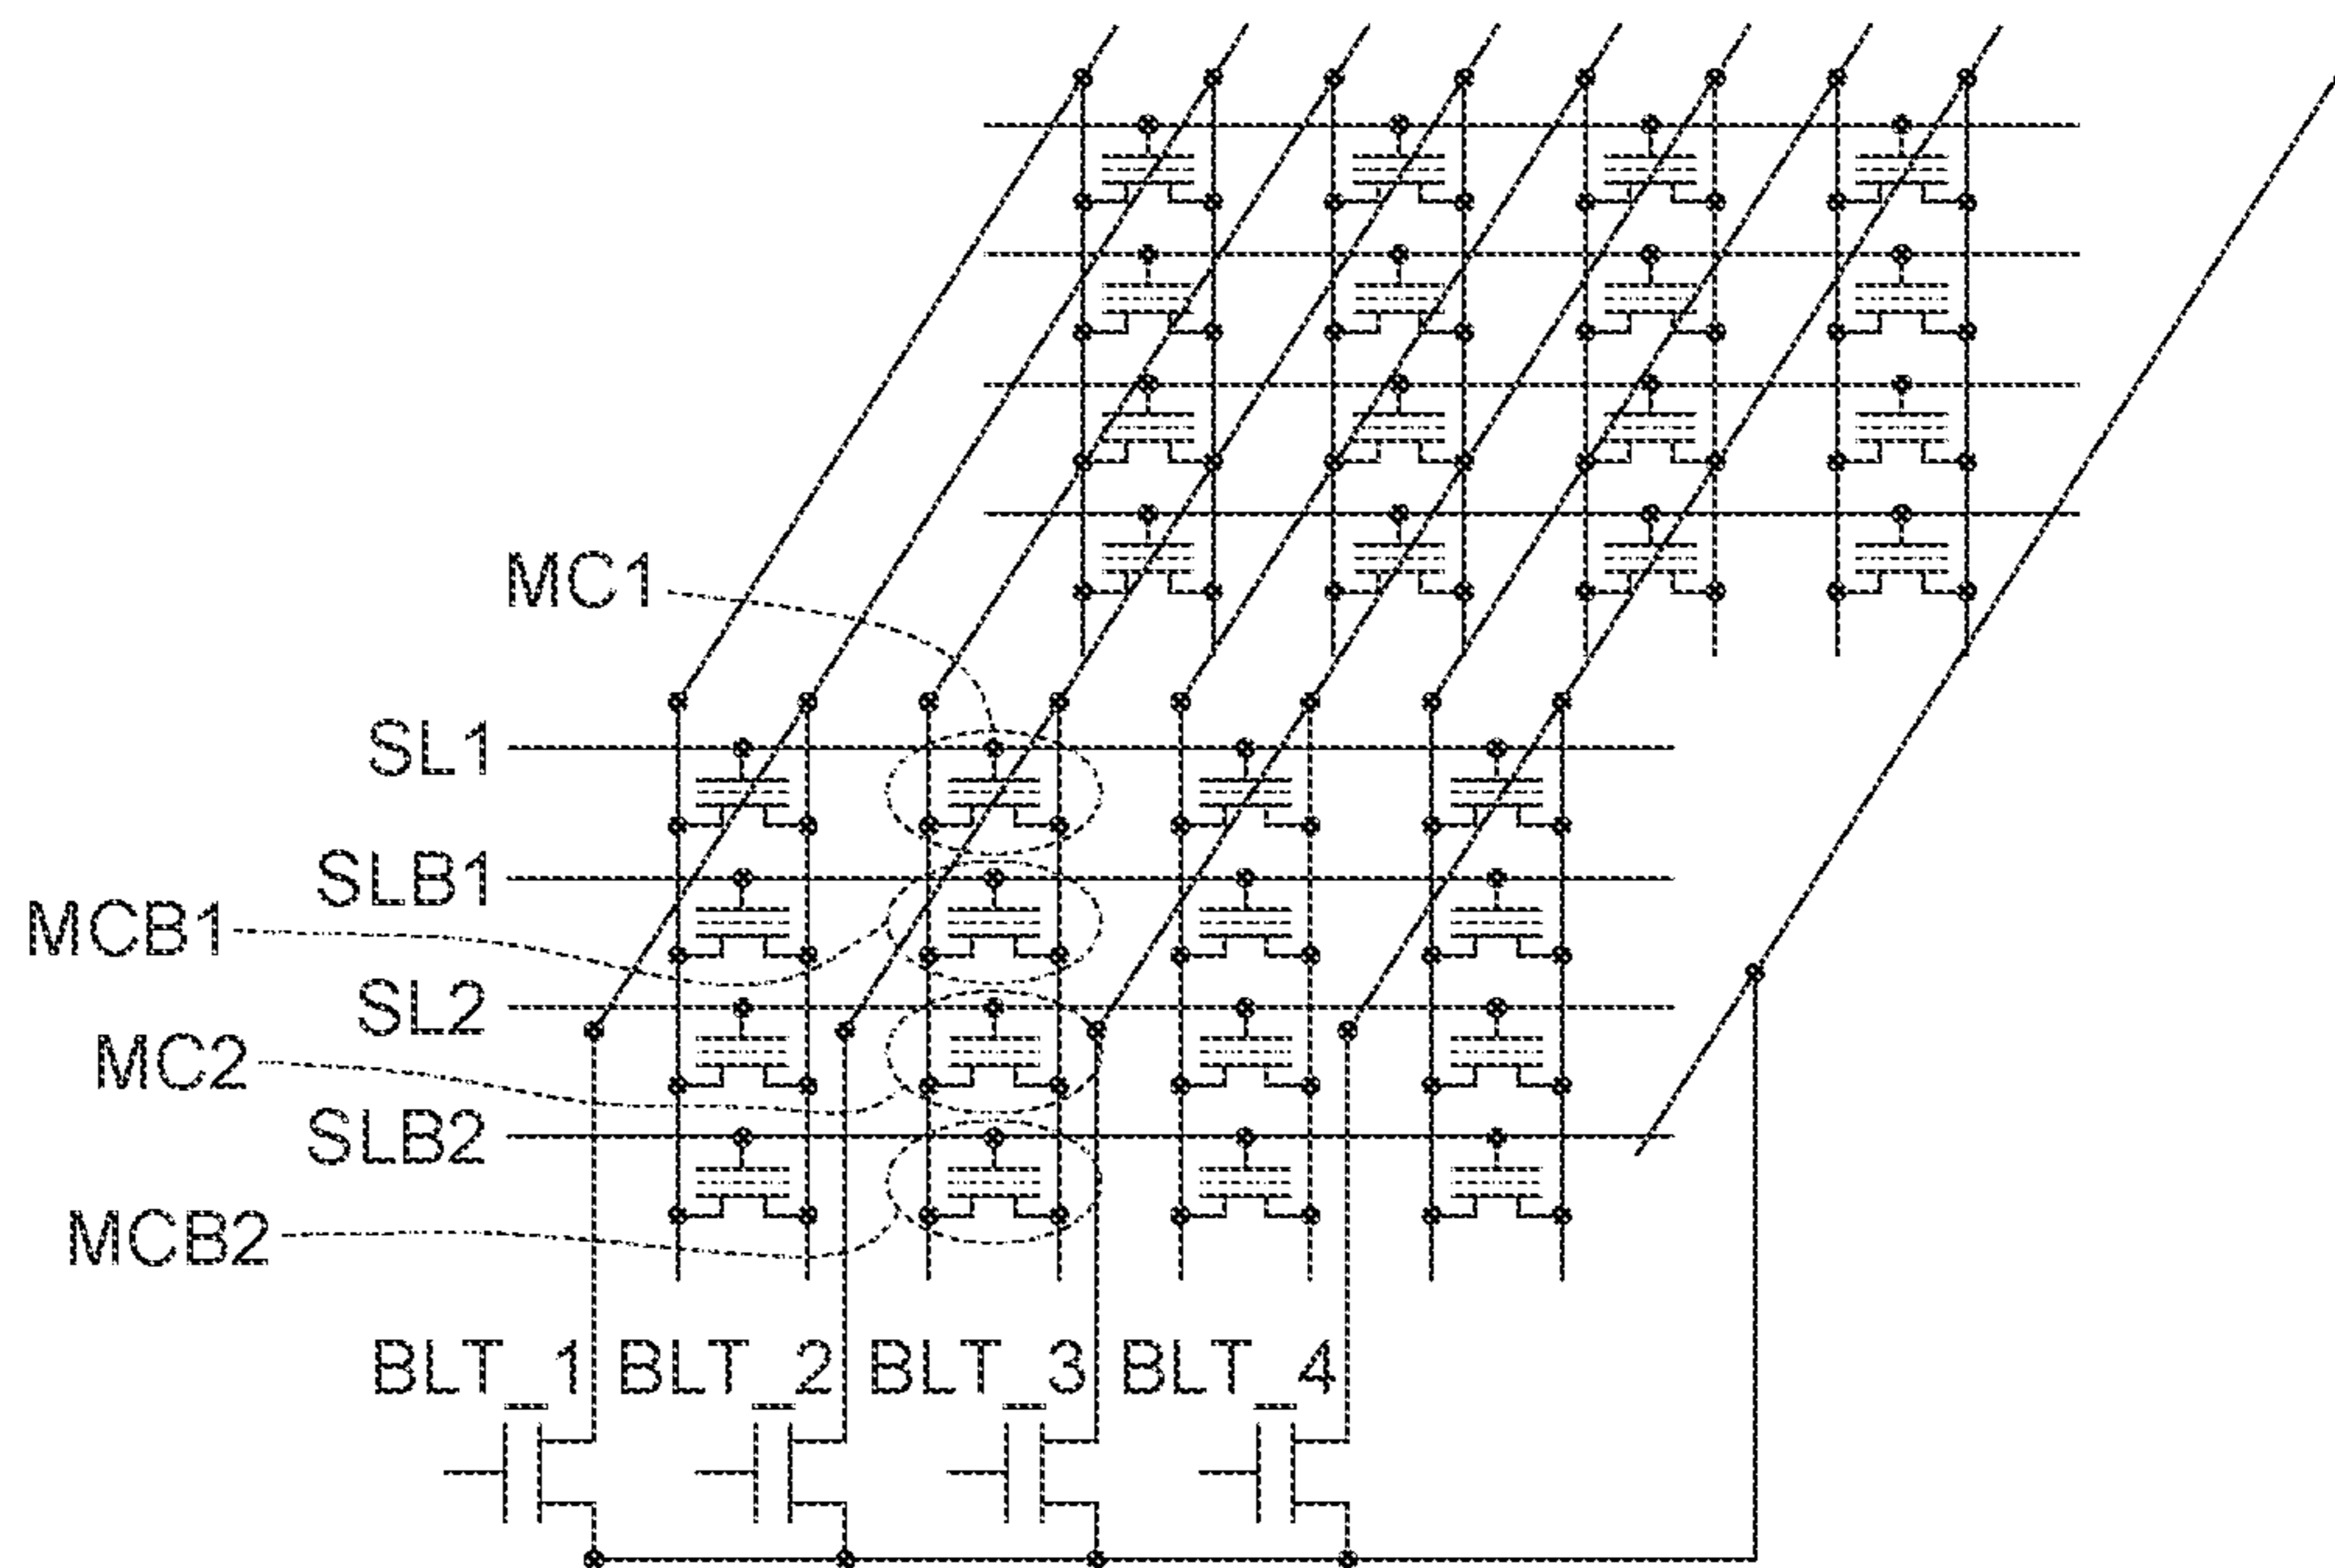 MC1
SL1
SLB1
MCB1
SL2
MC2
SLB2
MCB2
BLT_1 BLT_2 BLT_3 BLT_4